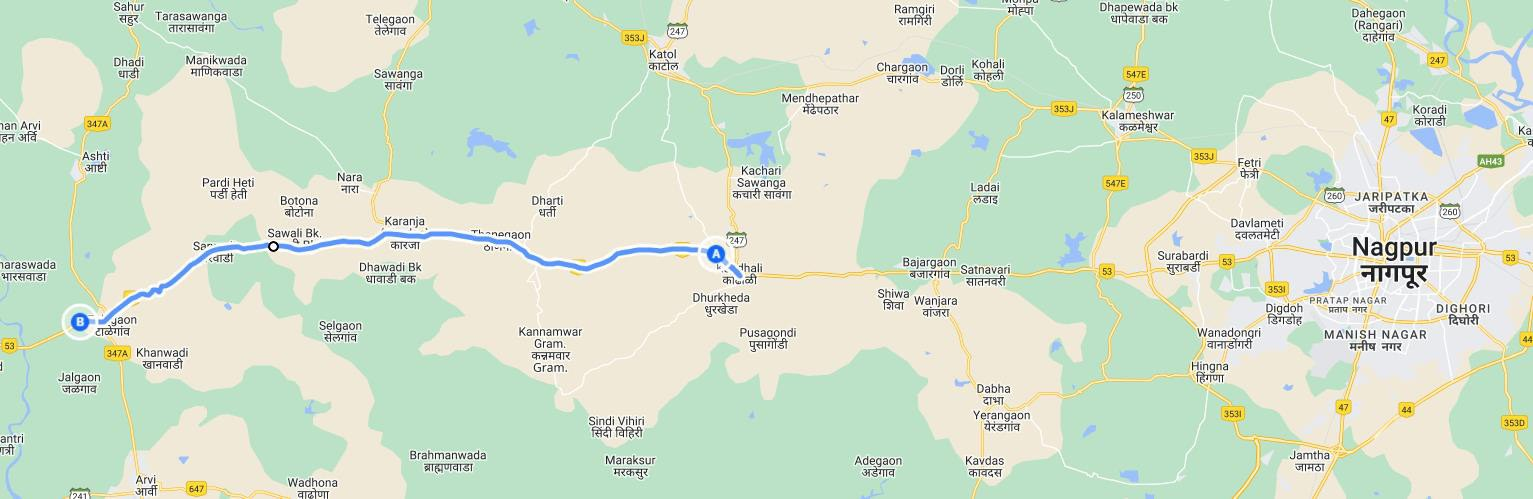 Sahur
सहुर
Tarasawanga
तारासावंगा
Telegaon
तेलेगाव
247
Ramgiri
रामगिरी
Dhapewada bk
धापेवाडा बक
Dahegaon
(Rangari)
दाहेगांव
353J
Katol
काटोल
Dhadi
धाडी
Manikwada
माणिकवाडा
Sawanga
सावंगा
Chargaon
चारगांव
Dorli
डोर्लि
Kohali
कोहली
547E
250
247
Mendhepathar
मेंढेपठार
353J
Kalameshwar
कळमेश्वर
47
Koradi
कोराडी
347A
353J
AH43
Ashti
आष्टी
Pardi Heti
पर्डी हेती
Nara
नारा
Kachari
Sawanga
कचारी सावंगा
Fetri
फेत्री
547E
Botona
बोटोना
Dharti
धर्ती
Ladai
लडाइ
260
JARIPATKA
जरीपटका
260
Karanja
कारंजा
Sawali Bk.
247
Davlameti
दवलतमेटी
Nagpur
नागपूर
A
Dhawadi Bk
धावाडी बक
Bajargaon
बाजारगांव
Satnavari
सातनवरी
53
Surabardi
सुराबर्डी
53
53
353I
PRATAP NAGAR
प्रताप नगर
Shiwa
शिवा
Wanjara
वांजरा
Dhurkheda
धुरखेडा
Digdoh
डिगडोह
DIGHORI
दिघोरी
B
टाळेगांव
Selgaon
सेलगाव
Kannamwar
Gram.
कन्नमवार
Gram.
Pusagondi
पुसागोंडी
Wanadongri
वानाडोंगरी
MANISH NAGAR
मनीष नगर
53
347A
Khanwadi
खानवाडी
Jalgaon
जळगाव
Hingna
हिंगणा
Dabha
दाभा
Yerangaon
येरंडगांव
353I
47
44
353D
Sindi Vihiri
सिंदी विहिरी
Brahmanwada
ब्राह्मणवाडा
Maraksur
मरकसुर
Adegaon
अडेगाव
Kavdas
कावदस
Jamtha
जामठा
Arvi
आर्वी
241
647
Wadhona
वाढोणा